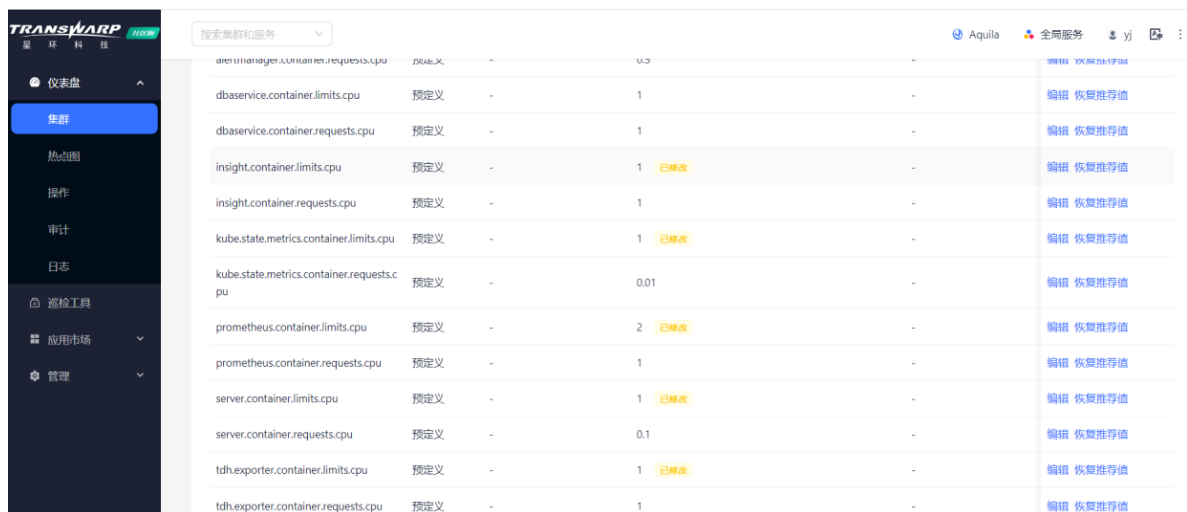 TRANSWARP 社区版
星 环 科 技
搜索集群和服务
Aquila 全局服务 yj
仪表盘
集群
热点图
操作
审计
日志
巡检工具
应用市场
管理
alertmanager.container.requests.cpu 预定义 0.5 - 编辑 恢复推荐值
dbaservice.container.limits.cpu 预定义 - 1 - 编辑 恢复推荐值
dbaservice.container.requests.cpu 预定义 - 1 - 编辑 恢复推荐值
insight.container.limits.cpu 预定义 - 1 已修改 - 编辑 恢复推荐值
insight.container.requests.cpu 预定义 - 1 - 编辑 恢复推荐值
kube.state.metrics.container.limits.cpu 预定义 - 1 已修改 - 编辑 恢复推荐值
kube.state.metrics.container.requests.c
pu 预定义 - 0.01 - 编辑 恢复推荐值
prometheus.container.limits.cpu 预定义 - 2 已修改 - 编辑 恢复推荐值
prometheus.container.requests.cpu 预定义 - 1 - 编辑 恢复推荐值
server.container.limits.cpu 预定义 - 1 已修改 - 编辑 恢复推荐值
server.container.requests.cpu 预定义 - 0.1 - 编辑 恢复推荐值
tdh.exporter.container.limits.cpu 预定义 - 1 已修改 - 编辑 恢复推荐值
tdh.exporter.container.requests.cpu 预定义 - 1 - 编辑 恢复推荐值